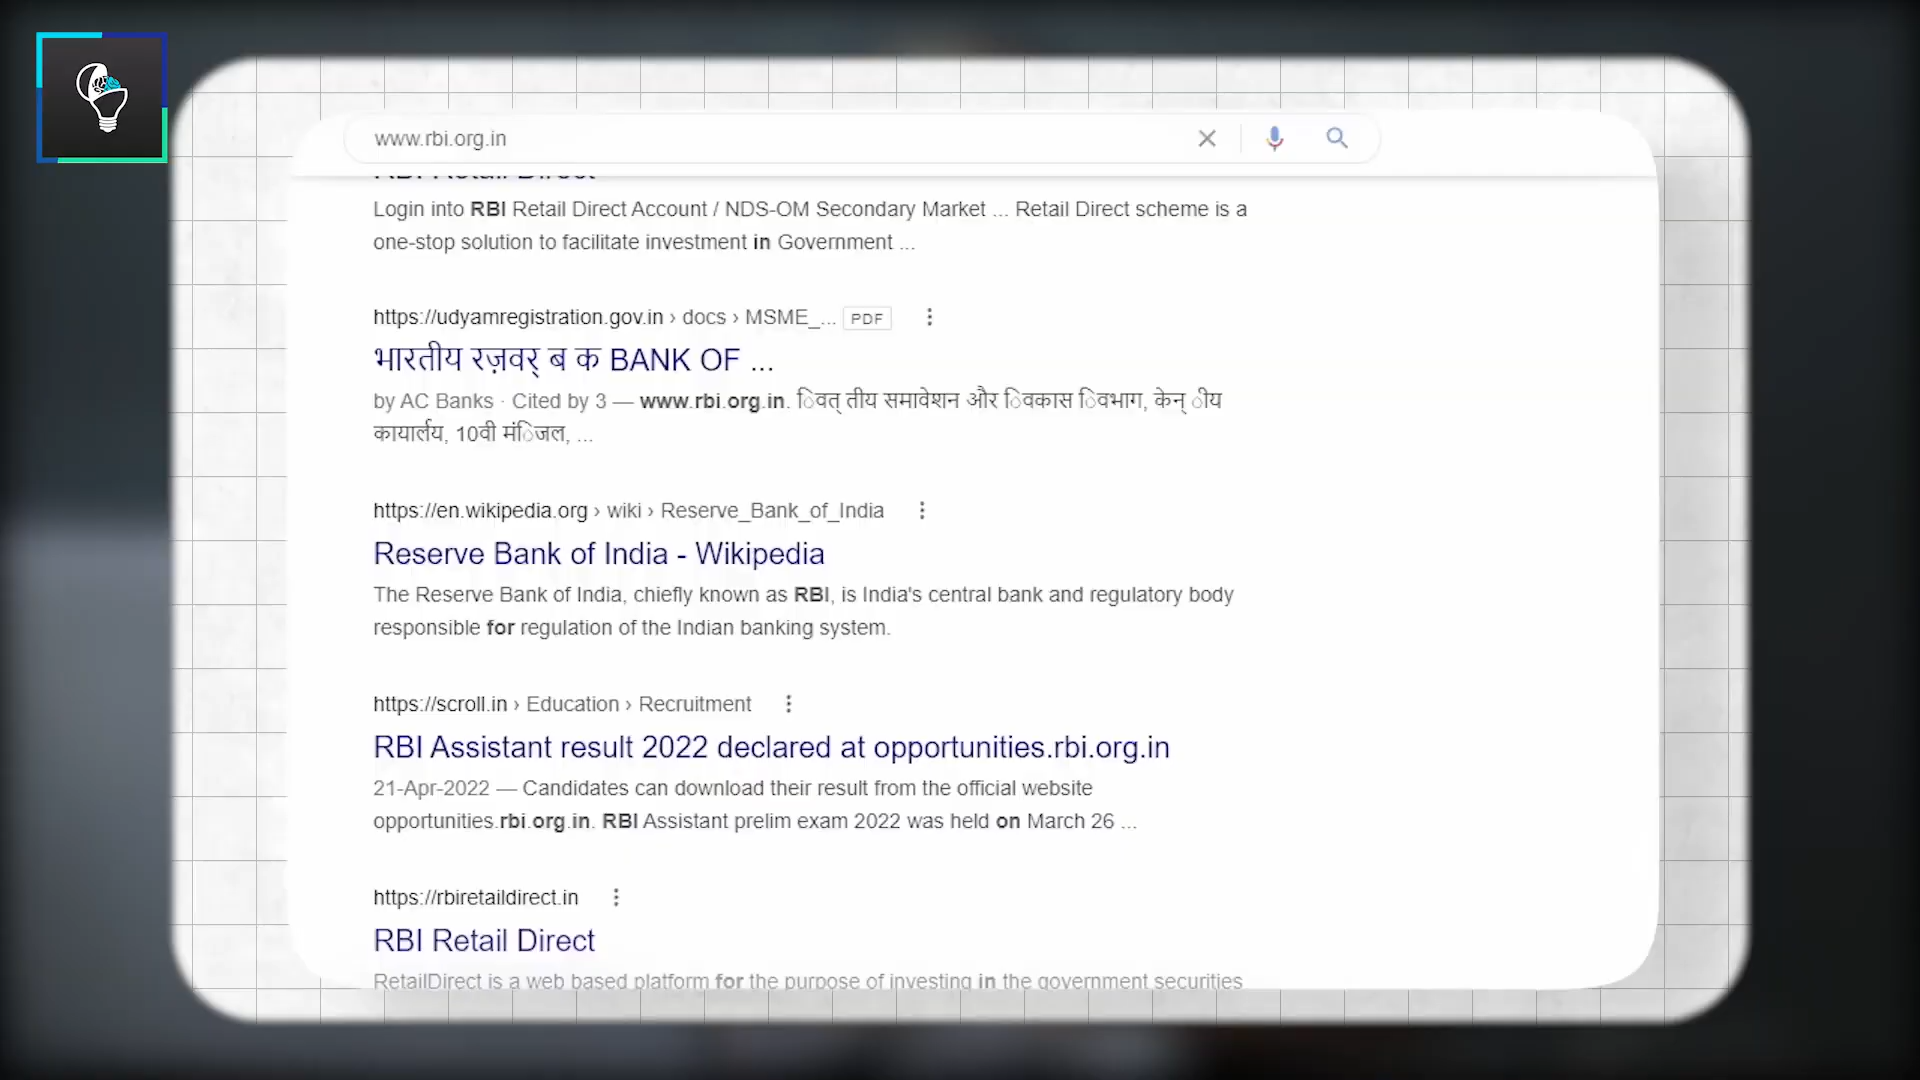 www.rbi.org.in
RBI Retail Direct
Login into RBI Retail Direct Account / NDS-OM Secondary Market ... Retail Direct scheme is a
one-stop solution to facilitate investment in Government ...
https://udyamregistration.gov.in › docs › MSME_... PDF
भारतीय रज़वर् ब क BANK OF ...
by AC Banks · Cited by 3 — www.rbi.org.in. िवत् तीय समावेशन और िवकास िवभाग, केन् ीय
कायार्लय, 10वी मंिजल, ...
https://en.wikipedia.org › wiki › Reserve_Bank_of_India
Reserve Bank of India - Wikipedia
The Reserve Bank of India, chiefly known as RBI, is India's central bank and regulatory body
responsible for regulation of the Indian banking system.
https://scroll.in › Education › Recruitment
RBI Assistant result 2022 declared at opportunities.rbi.org.in
21-Apr-2022 — Candidates can download their result from the official website
opportunities.rbi.org.in. RBI Assistant prelim exam 2022 was held on March 26 ...
https://rbiretaildirect.in
RBI Retail Direct
RetailDirect is a web based platform for the purpose of investing in the government securities